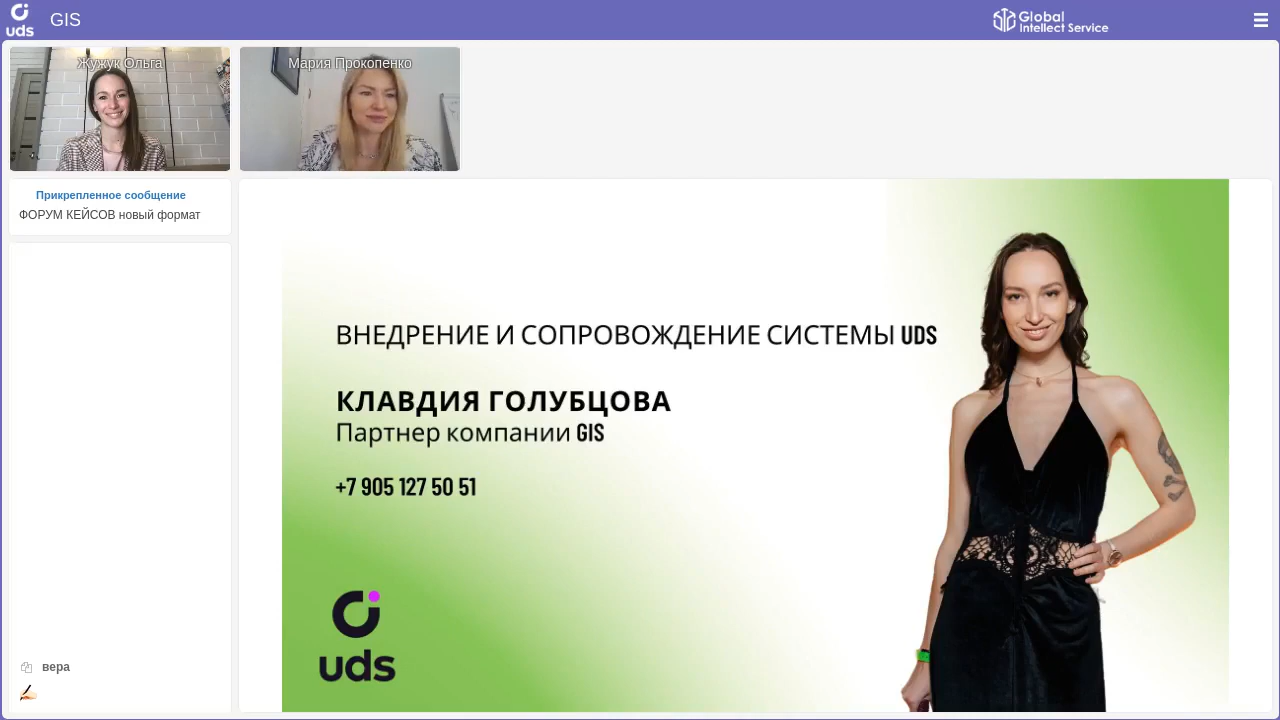 uds
GIS
Global
Intellect Service
Жужук Ольга
Мария Прокопенко
Прикрепленное сообщение
ФОРУМ КЕЙСОВ новый формат
ВНЕДРЕНИЕ И СОПРОВОЖДЕНИЕ СИСТЕМЫ UDS
КЛАВДИЯ ГОЛУБЦОВА
Партнер компании GIS
+7 905 127 50 51
uds
вера